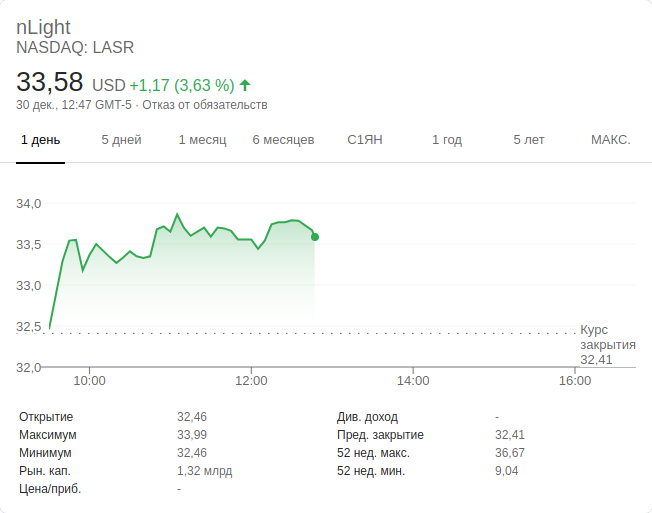 nLight
NASDAQ: LASR
33,58 USD +1,17 (3,63 %)
30 дек., 12:47 GMT-5 · Отказ от обязательств
1 день 5 дней 1 месяц 6 месяцев С1ЯН 1 год 5 лет МАКС.
34,0
33,5
33,0
32,5
32,0
Курс
закрытия
32,41
10:00 12:00 14:00 16:00
Открытие 32,46 Див. доход -
Максимум 33,99 Пред. закрытие 32,41
Минимум 32,46 52 нед. макс. 36,67
Рын. кап. 1,32 млрд 52 нед. мин. 9,04
Цена/приб. -